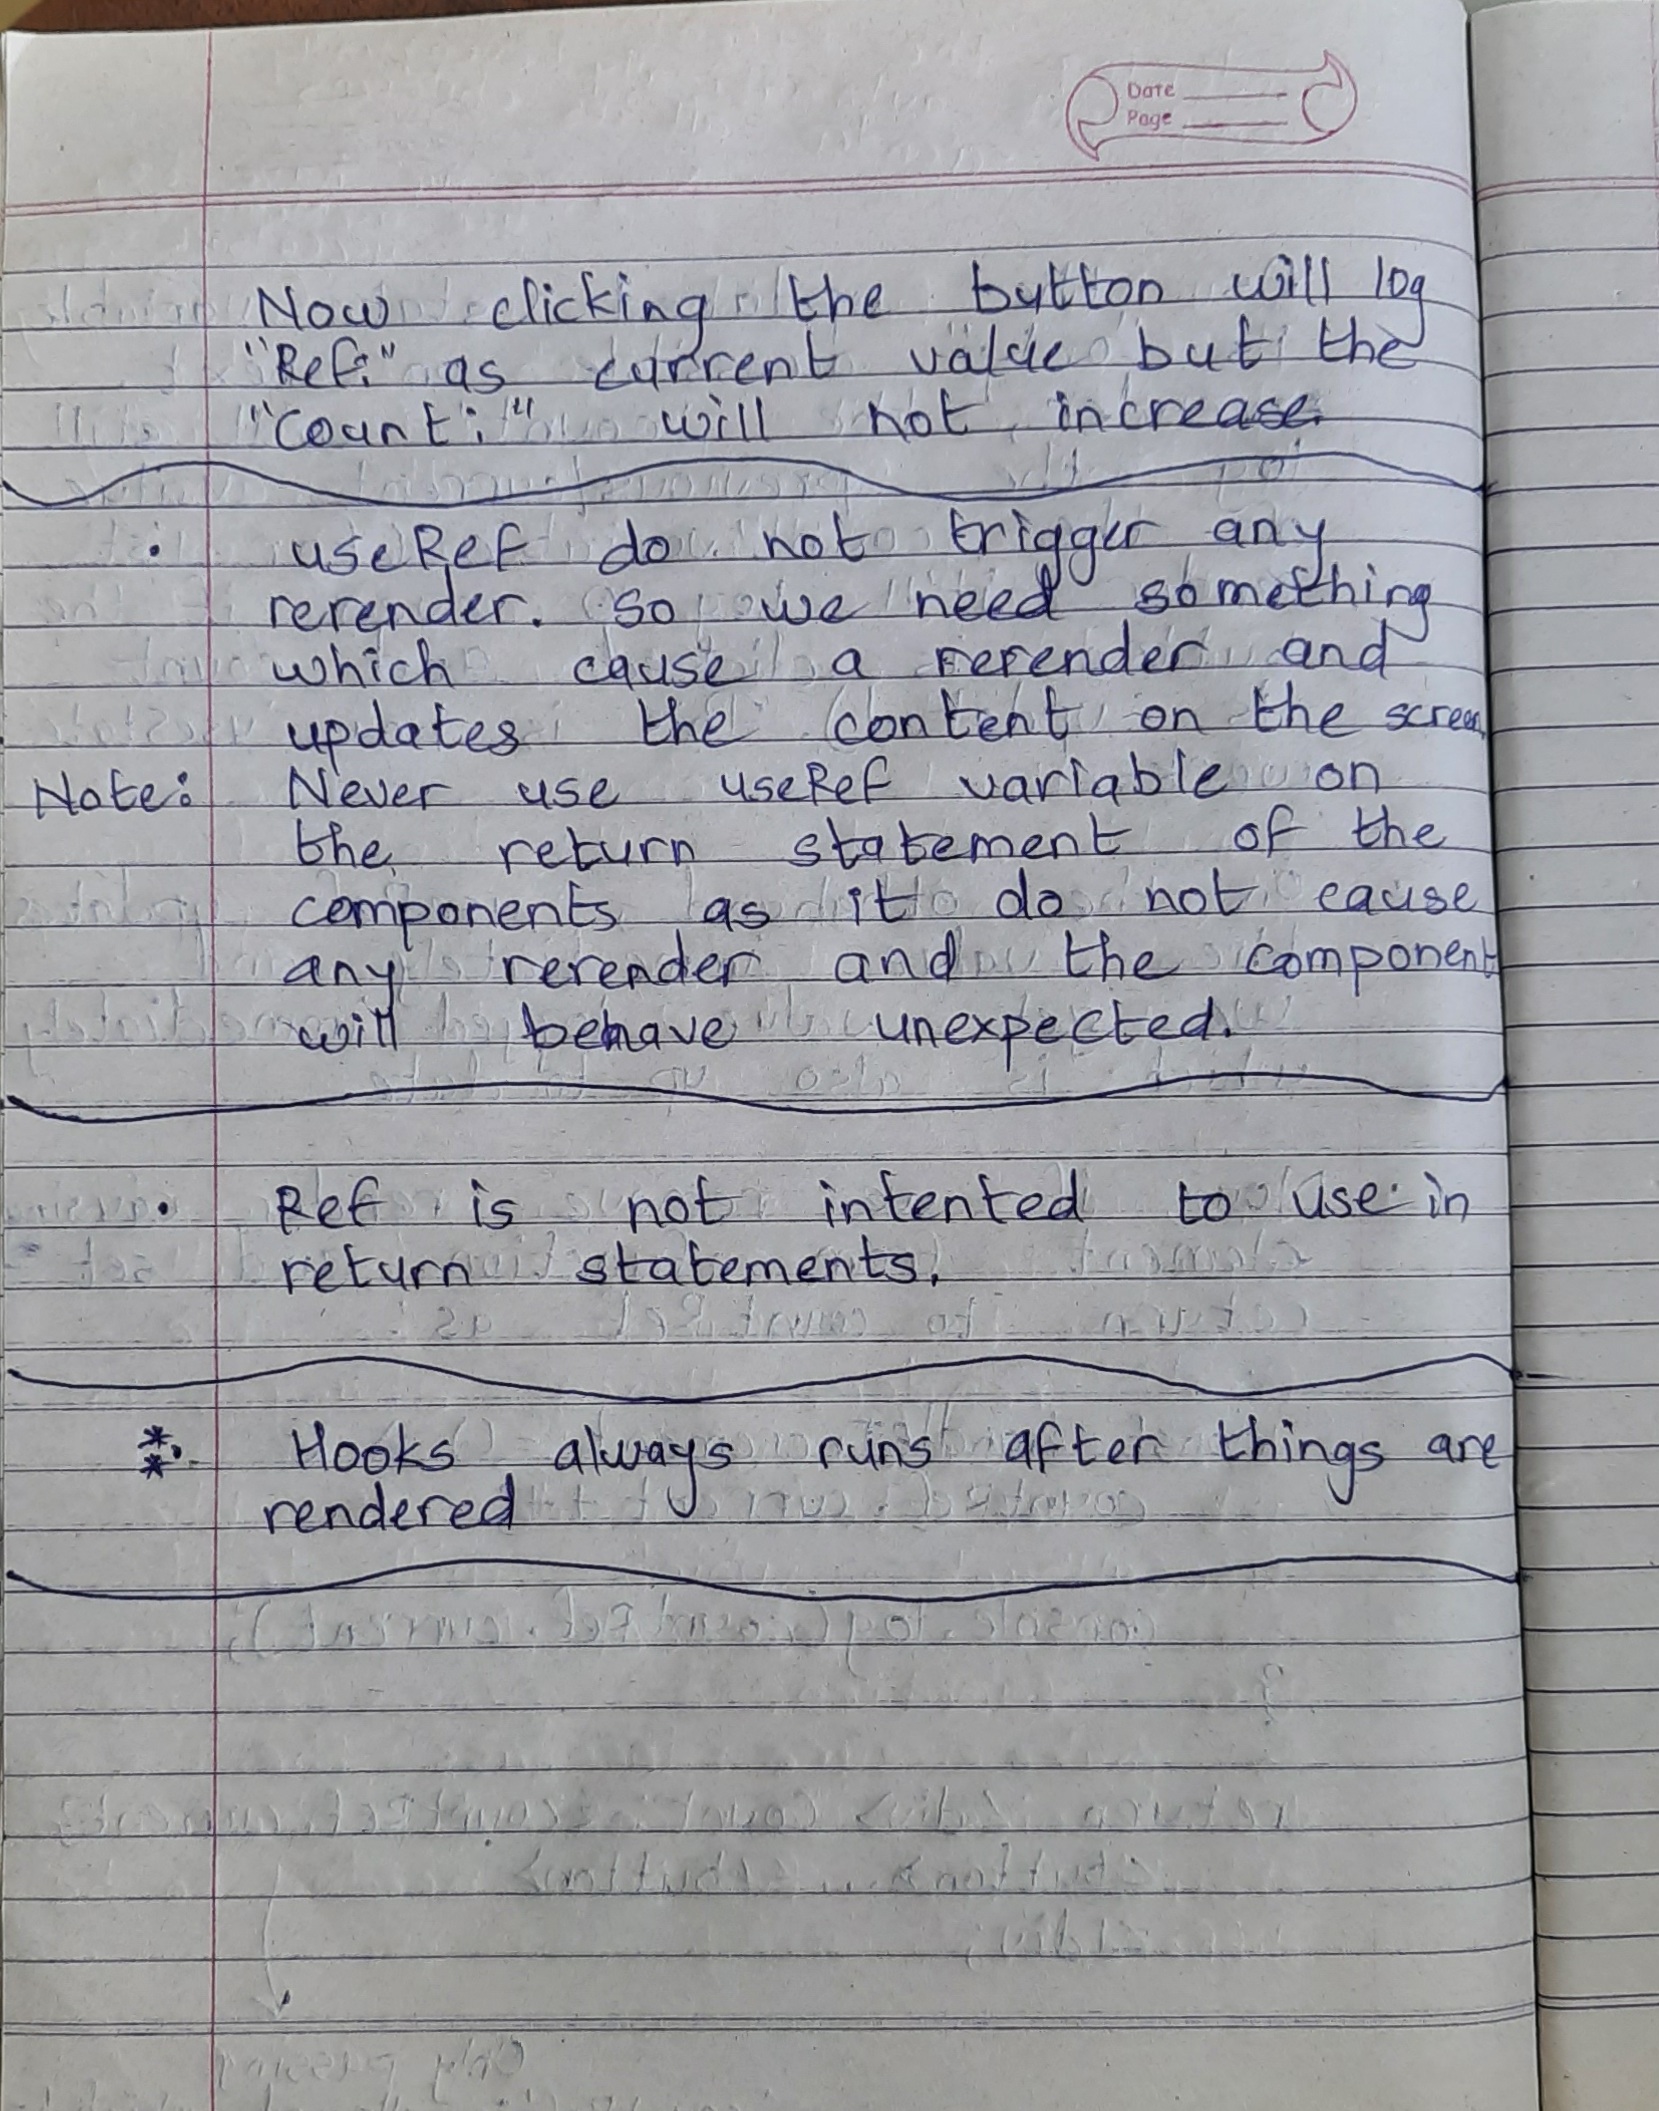 Date
Page
Now clicking the button will log
"Ref:" as current value but the
"Count:" will not increase.
• useRef do not trigger any
rerender. So we need something
which cause a rerender and
updates the content on the screen.
Note: Never use useRef variable on
the return statement of the
components as it do not cause
any rerender and the component
will behave unexpected.
• Ref is not intented to use in
return statements.
** Hooks always runs after things are
rendered